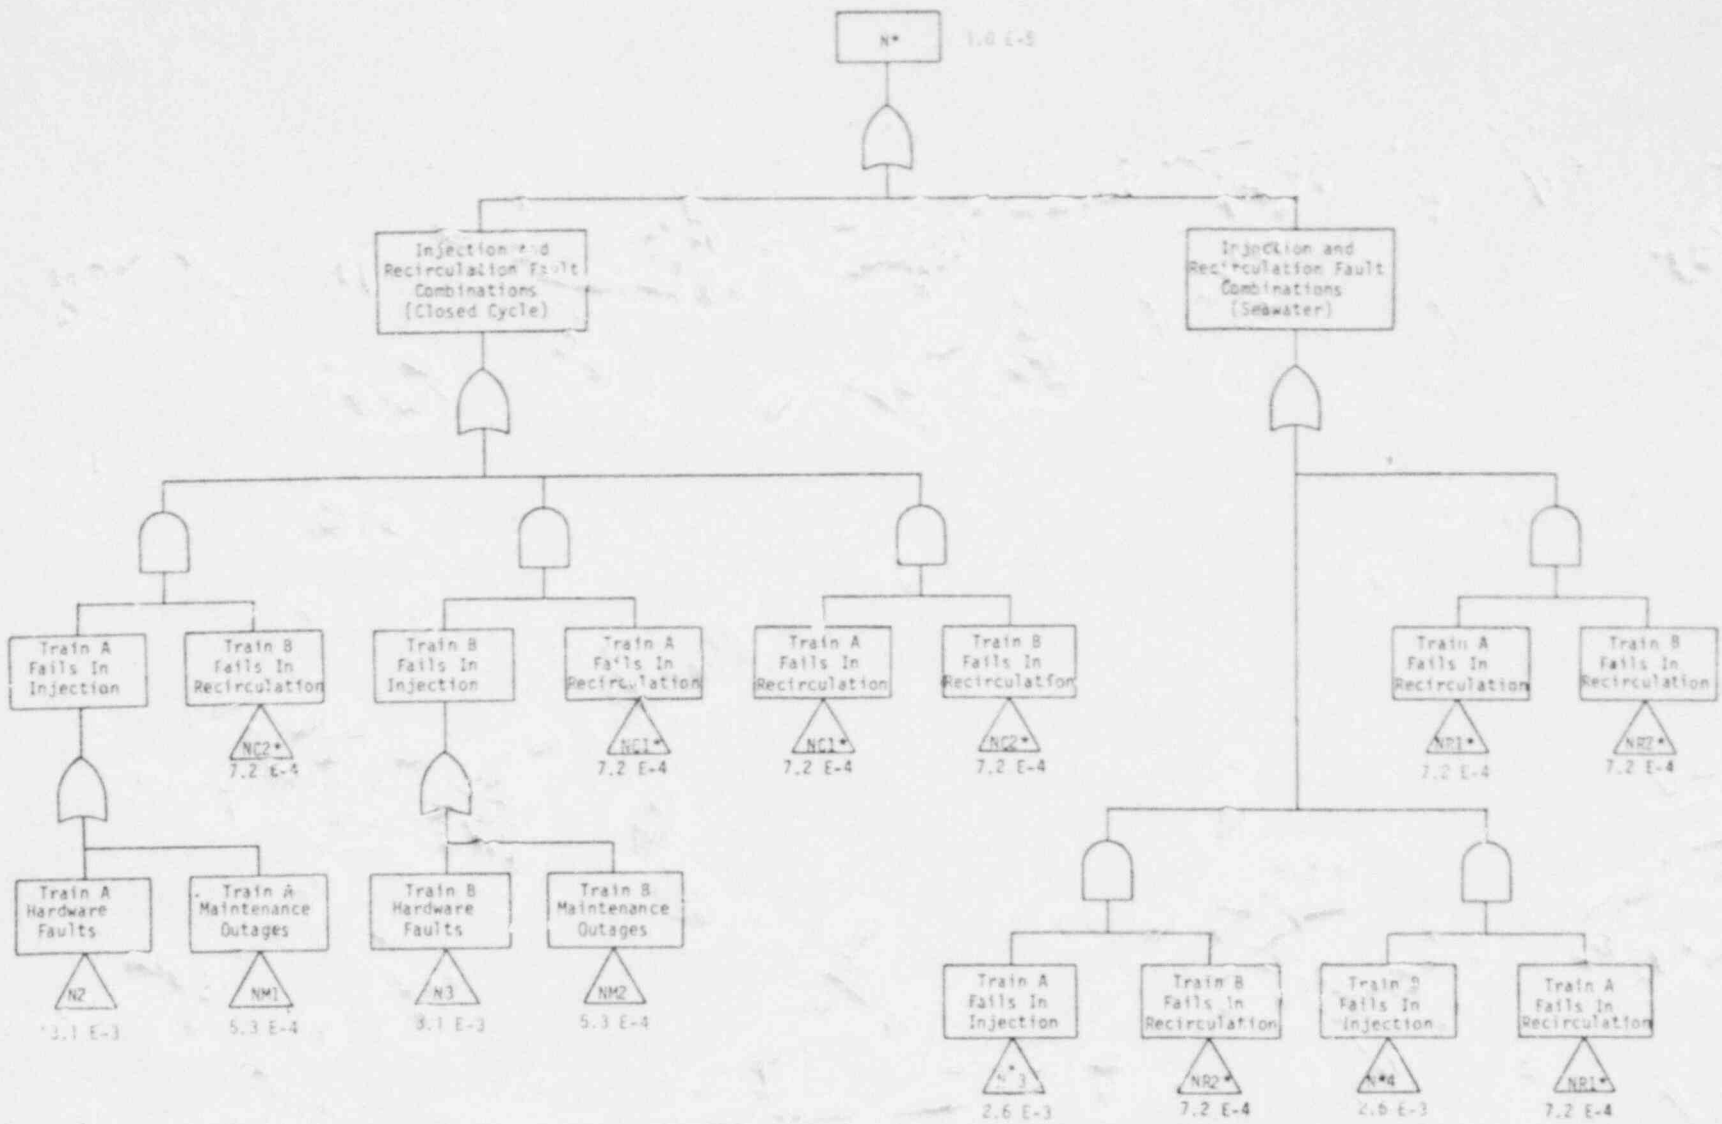 N*
1.0 E-5
Injection and
Recirculation Fault
Combinations
(Closed Cycle)
Injection and
Recirculation Fault
Combinations
(Seawater)
Train A
Fails In
Injection
Train B
Fails In
Recirculation
NC2*
7.2 E-4
Train B
Fails In
Injection
Train A
Fails In
Recirculation
NC1*
7.2 E-4
Train A
Fails In
Recirculation
NC1*
7.2 E-4
Train B
Fails In
Recirculation
NC2*
7.2 E-4
Train A
Fails In
Recirculation
NR1*
7.2 E-4
Train B
Fails In
Recirculation
NR2*
7.2 E-4
Train A
Hardware
Faults
N2
3.1 E-3
Train A
Maintenance
Outages
NM1
5.3 E-4
Train B
Hardware
Faults
N3
3.1 E-3
Train B
Maintenance
Outages
NM2
5.3 E-4
Train A
Fails In
Injection
N*3
2.6 E-3
Train B
Fails In
Recirculation
NR2*
7.2 E-4
Train B
Fails In
Injection
N*4
2.6 E-3
Train A
Fails In
Recirculation
NR1*
7.2 E-4